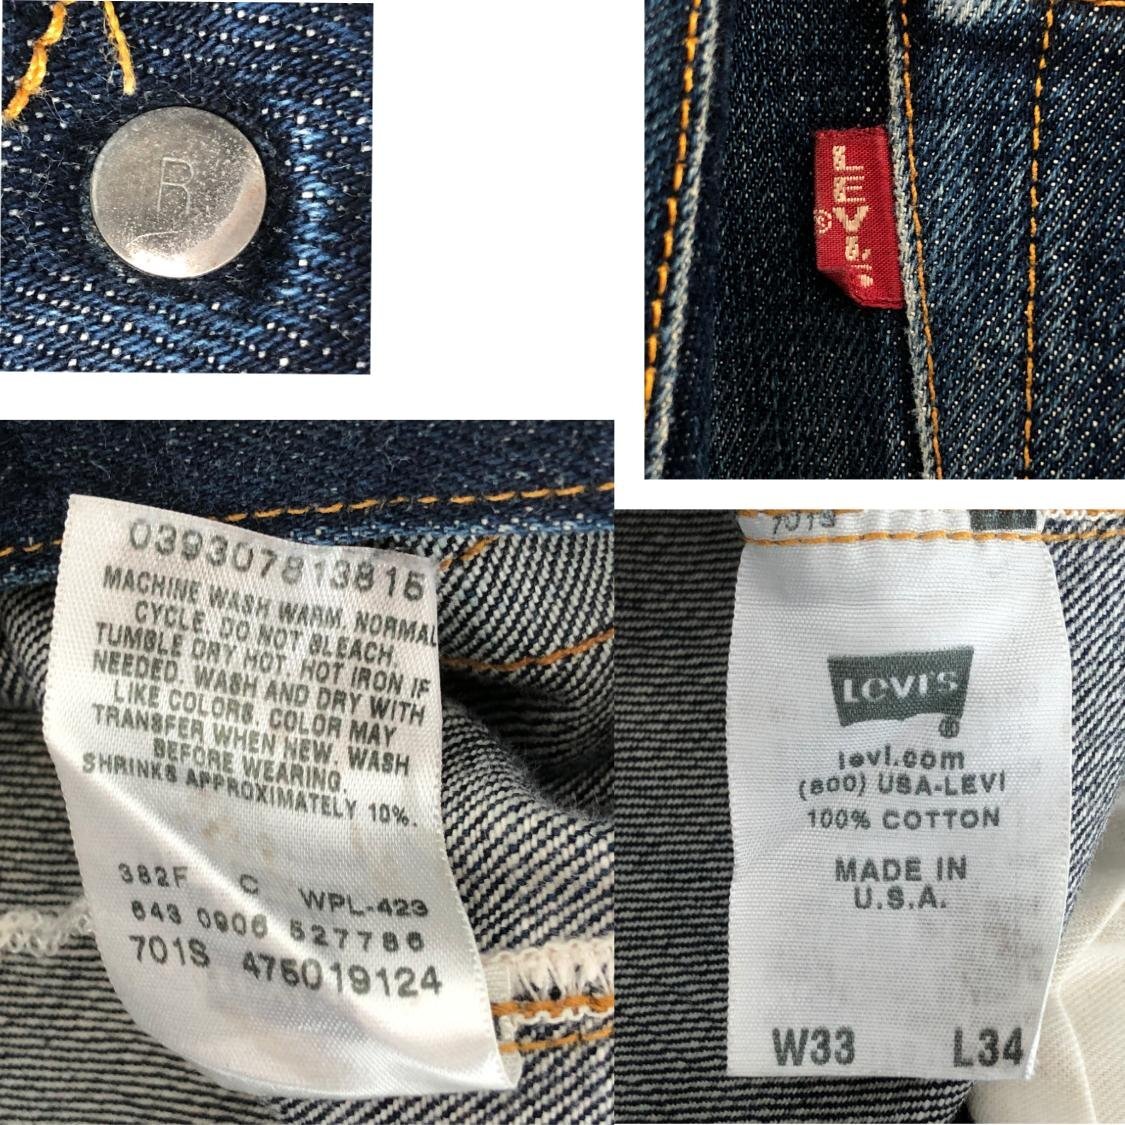 B
LEVI'S
®
039307813815
MACHINE WASH WARM, NORMAL
CYCLE. DO NOT BLEACH.
TUMBLE DRY HOT. HOT IRON IF
NEEDED. WASH AND DRY WITH
LIKE COLORS. COLOR MAY
TRANSFER WHEN NEW. WASH
BEFORE WEARING.
SHRINKS APPROXIMATELY 10%.
382F C WPL-423
843 0906 527786
701S 475019124
701S
LEVI'S
®
levi.com
(800) USA-LEVI
100% COTTON
MADE IN
U.S.A.
W33 L34